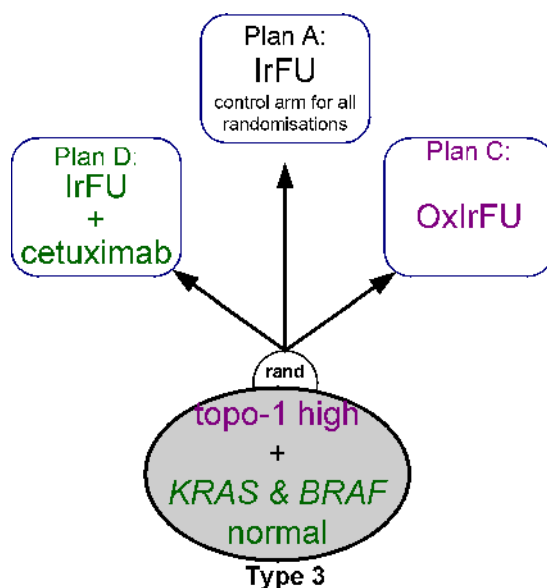 Plan A:
IrFU
control arm for all
randomisations
Plan D:
IrFU
+
cetuximab
Plan C:
OxIrFU
rand
topo-1 high
+
KRAS & BRAF
normal
Type 3